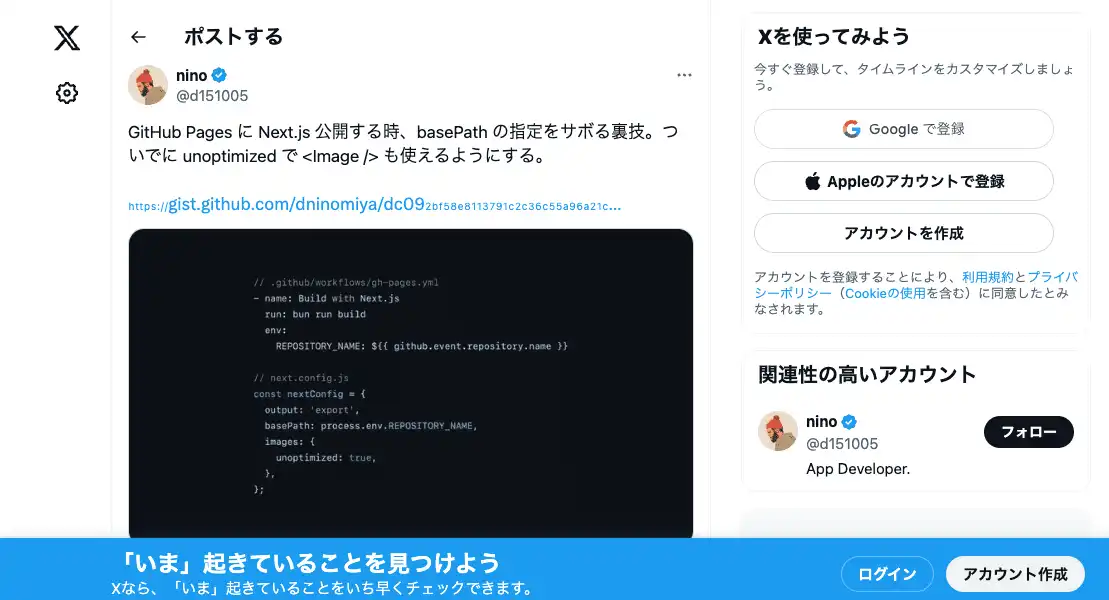 ポストする
nino
@d151005
GitHub Pages に Next.js 公開する時、basePath の指定をサボる裏技。つ
いでに unoptimized で <Image /> も使えるようにする。
https://gist.github.com/dninomiya/dc092bf58e8113791c2c36c55a96a21c…
// .github/workflows/gh-pages.yml
- name: Build with Next.js
run: bun run build
env:
REPOSITORY_NAME: ${{ github.event.repository.name }}
// next.config.js
const nextConfig = {
output: 'export',
basePath: process.env.REPOSITORY_NAME,
images: {
unoptimized: true,
},
};
Xを使ってみよう
今すぐ登録して、タイムラインをカスタマイズしましょ
う。
Google で登録
Appleのアカウントで登録
アカウントを作成
アカウントを登録することにより、利用規約とプライバ
シーポリシー（Cookieの使用を含む）に同意したとみ
なされます。
関連性の高いアカウント
nino
@d151005
フォロー
App Developer.
「いま」起きていることを見つけよう
Xなら、「いま」起きていることをいち早くチェックできます。
ログイン
アカウント作成